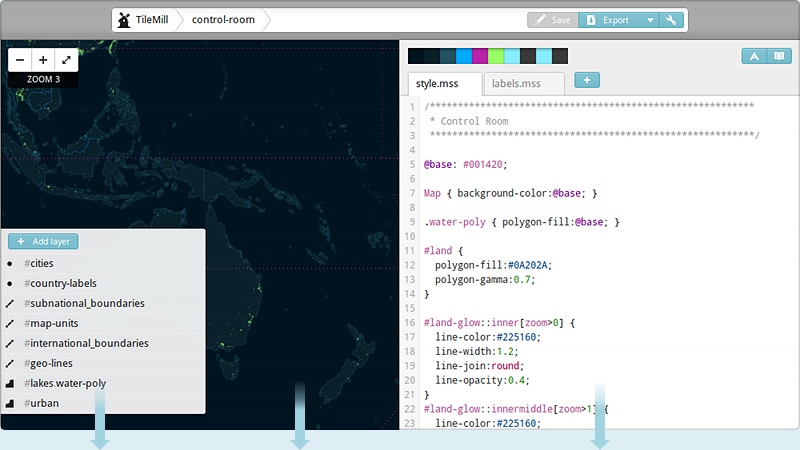 TileMill control-room Save Export
ZOOM 3
style.mss labels.mss
1 /*********************************************************
2 * Control Room
3 *********************************************************/
4
5 @base: #001420;
6
7 Map { background-color:@base; }
8
9 .water-poly { polygon-fill:@base; }
10
11 #land {
12 polygon-fill:#0A202A;
13 polygon-gamma:0.7;
14 }
15
16 #land-glow::inner[zoom>0] {
17 line-color:#225160;
18 line-width:1.2;
19 line-join:round;
20 line-opacity:0.4;
21 }
22 #land-glow::innermiddle[zoom>1] {
23 line-color:#225160;
Add layer
#cities
#country-labels
#subnational_boundaries
#map-units
#international_boundaries
#geo-lines
#lakes.water-poly
#urban